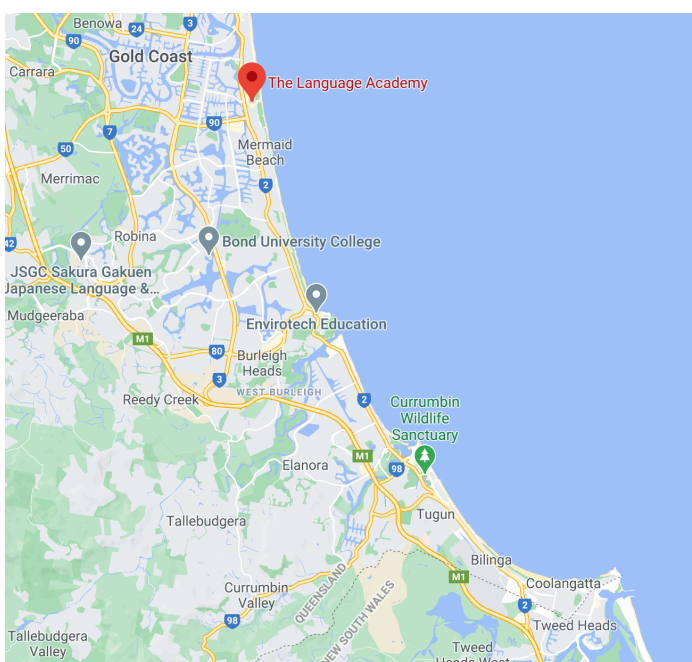 Benowa
24
3
90
Gold Coast
Carrara
The Language Academy
7
90
50
Mermaid
Beach
Merrimac
2
Robina
42
Bond University College
JSGC Sakura Gakuen
Japanese Language &...
Mudgeeraba
Envirotech Education
M1
80
Burleigh
Heads
3
WEST BURLEIGH
Reedy Creek
2
Currumbin
Wildlife
Sanctuary
M1
98
Elanora
Tallebudgera
Tugun
Bilinga
M1
Coolangatta
QUEENSLAND
NEW SOUTH WALES
Currumbin
Valley
2
98
Tweed Heads
Tallebudgera
Valley
Tweed
Heads West